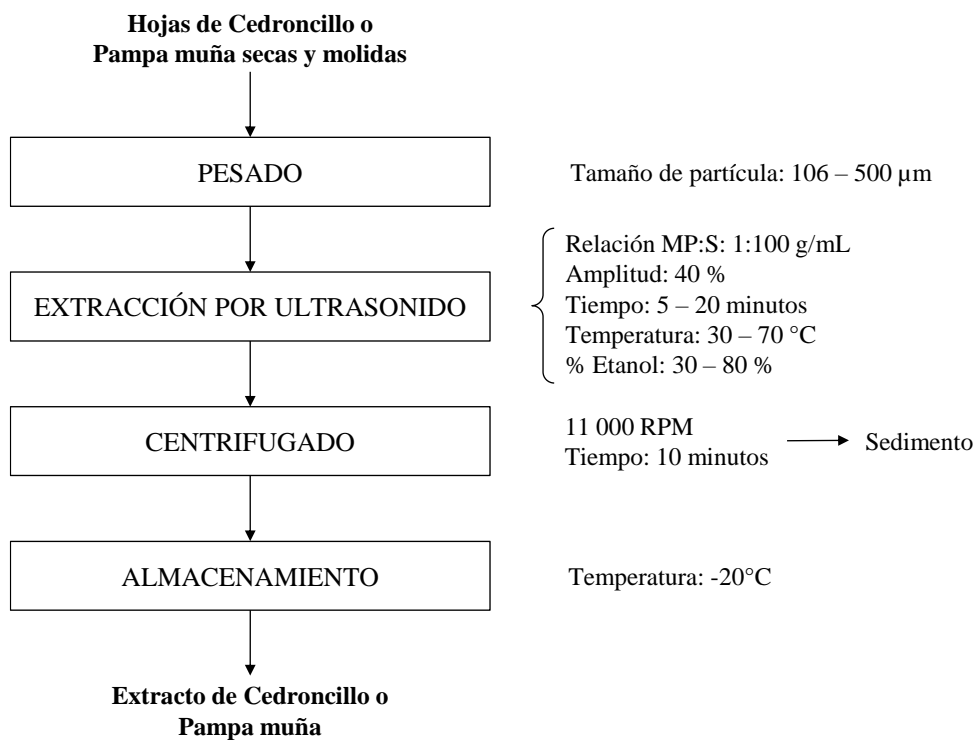 Hojas de Cedroncillo o
Pampa muña secas y molidas
PESADO
Tamaño de partícula: 106 – 500 µm
EXTRACCIÓN POR ULTRASONIDO
Relación MP:S: 1:100 g/mL
Amplitud: 40 %
Tiempo: 5 – 20 minutos
Temperatura: 30 – 70 °C
% Etanol: 30 – 80 %
CENTRIFUGADO
11 000 RPM
Tiempo: 10 minutos
Sedimento
ALMACENAMIENTO
Temperatura: -20°C
Extracto de Cedroncillo o
Pampa muña